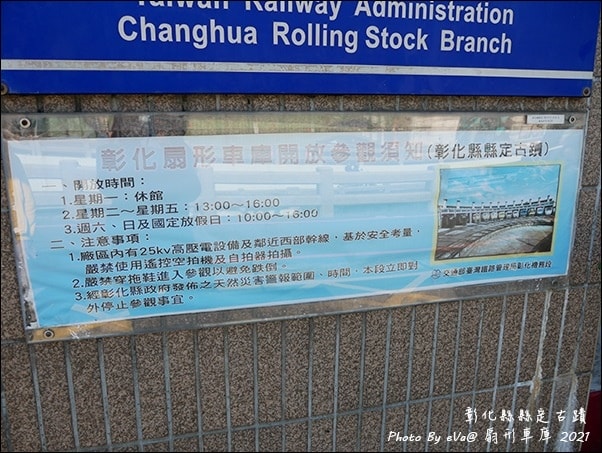 Taiwan Railway Administration
Changhua Rolling Stock Branch
彰化扇形車庫開放參觀須知(彰化縣縣定古蹟)
一、開放時間：
1.星期一：休館
2.星期二～星期五：13:00～16:00
3.週六、日及國定放假日：10:00～16:00
二、注意事項：
1.廠區內有25kv高壓電設備及鄰近西部幹線，基於安全考量，
嚴禁使用遙控空拍機及自拍器拍攝。
2.嚴禁穿拖鞋進入參觀以避免跌倒。
3.經彰化縣政府發佈之天然災害警報範圍、時間，本段立即對
外停止參觀事宜。
交通部臺灣鐵路管理局彰化機務段
彰化縣縣定古蹟
Photo By eVa@ 扇形車庫 2021